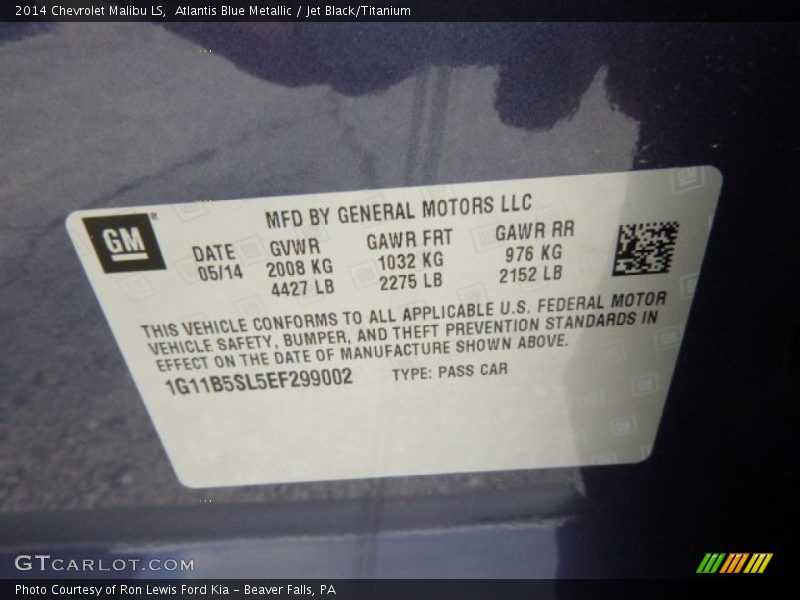 2014 Chevrolet Malibu LS, Atlantis Blue Metallic / Jet Black/Titanium
GM®
MFD BY GENERAL MOTORS LLC
DATE GVWR GAWR FRT GAWR RR
05/14 2008 KG 1032 KG 976 KG
4427 LB 2275 LB 2152 LB
THIS VEHICLE CONFORMS TO ALL APPLICABLE U.S. FEDERAL MOTOR
VEHICLE SAFETY, BUMPER, AND THEFT PREVENTION STANDARDS IN
EFFECT ON THE DATE OF MANUFACTURE SHOWN ABOVE.
1G11B5SL5EF299002 TYPE: PASS CAR
GTCARLOT.COM
Photo Courtesy of Ron Lewis Ford Kia - Beaver Falls, PA